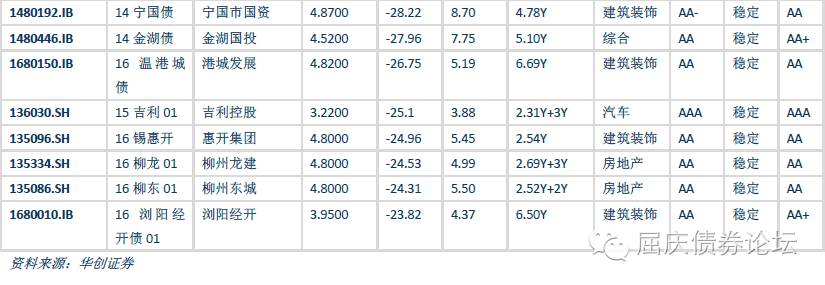 1480192.IB 14 宁国债 宁国市国资 4.8700 -28.22 8.70 4.78Y 建筑装饰 AA- 稳定 AA
1480446.IB 14 金湖债 金湖国投 4.5200 -27.96 7.75 5.10Y 综合 AA 稳定 AA+
1680150.IB 16 温港城 港城发展 4.8200 -26.75 5.19 6.69Y 建筑装饰 AA 稳定 AA
债
136030.SH 15 吉利 01 吉利控股 3.2200 -25.1 3.88 2.31Y+3Y 汽车 AAA 稳定 AAA
135096.SH 16 锡惠开 惠开集团 4.8000 -24.96 5.45 2.54Y 建筑装饰 AA 稳定 AA
135334.SH 16 柳龙 01 柳州龙建 4.8000 -24.53 4.99 2.69Y+3Y 房地产 AA 稳定 AA
135086.SH 16 柳东 01 柳州东城 4.8000 -24.31 5.50 2.52Y+2Y 房地产 AA 稳定 AA
1680010.IB 16 浏阳经 浏阳经开 3.9500 -23.82 4.37 6.50Y 建筑装饰 AA 稳定 AA+
开债 01
屈庆债券论坛
资料来源：华创证券